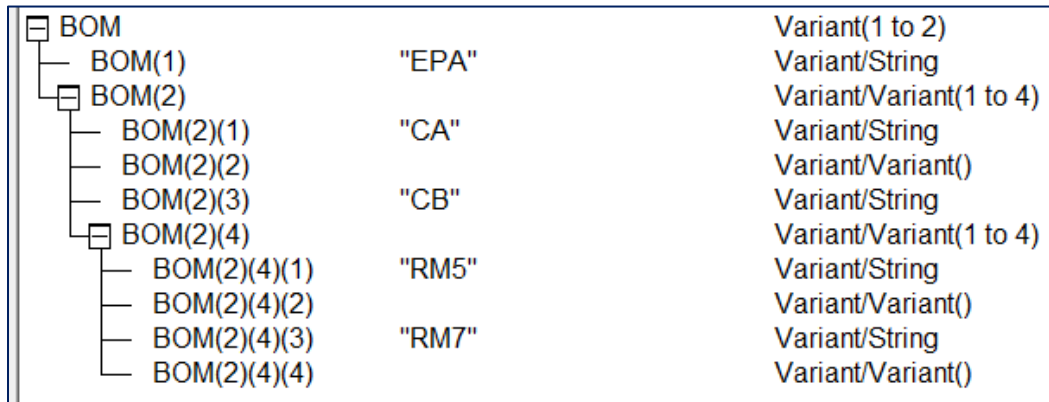 BOM Variant(1 to 2)
BOM(1) "EPA" Variant/String
BOM(2) Variant/Variant(1 to 4)
BOM(2)(1) "CA" Variant/String
BOM(2)(2) Variant/Variant()
BOM(2)(3) "CB" Variant/String
BOM(2)(4) Variant/Variant(1 to 4)
BOM(2)(4)(1) "RM5" Variant/String
BOM(2)(4)(2) Variant/Variant()
BOM(2)(4)(3) "RM7" Variant/String
BOM(2)(4)(4) Variant/Variant()